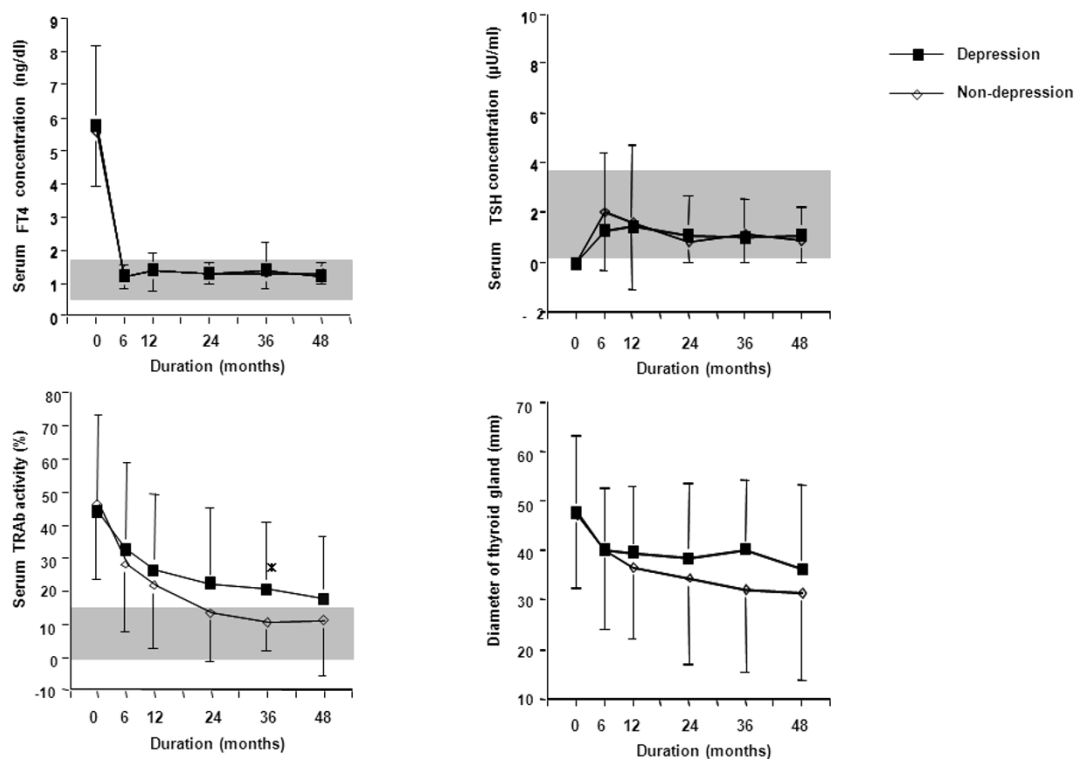 Serum FT4 concentration (ng/dl)
9
8
7
6
5
4
3
2
1
0
0 6 12 24 36 48
Duration (months)
Serum TSH concentration (µU/ml)
10
8
6
4
2
0
- 2
0 6 12 24 36 48
Duration (months)
Depression
Non-depression
Serum TRAb activity (%)
80
70
60
50
40
30
20
10
0
-10
*
0 6 12 24 36 48
Duration (months)
Diameter of thyroid gland (mm)
70
60
50
40
30
20
10
0 6 12 24 36 48
Duration (months)